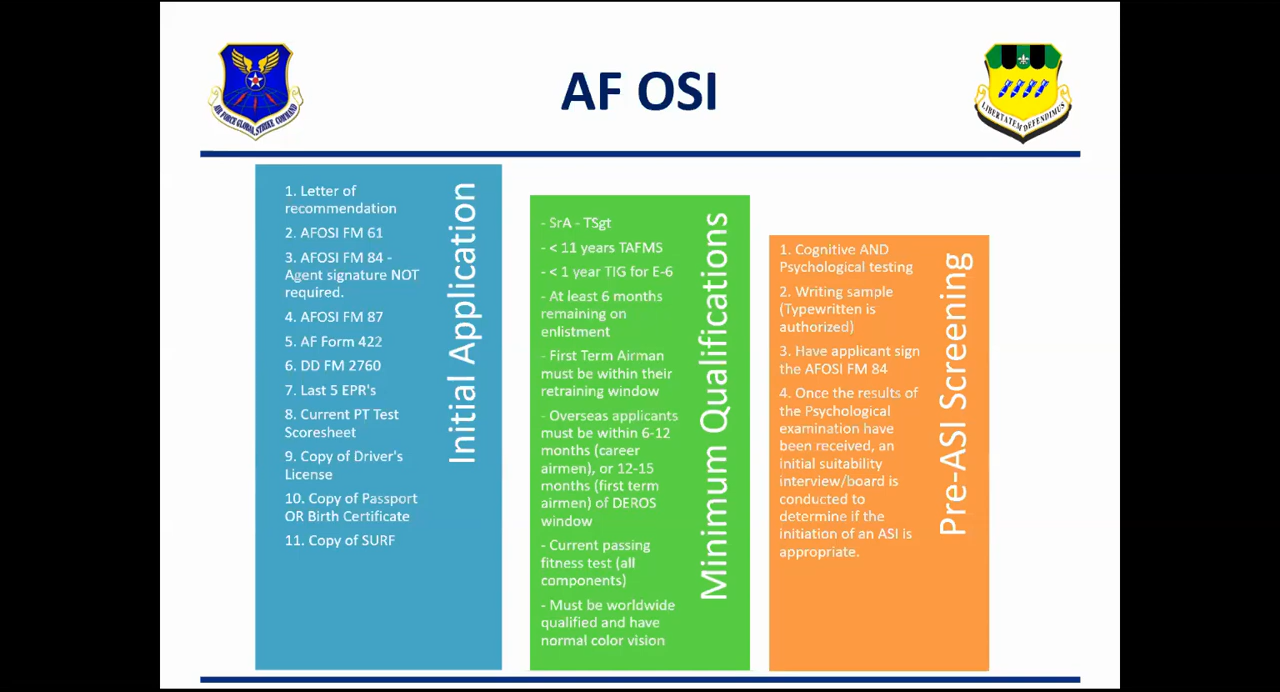 AF OSI
AIR FORCE GLOBAL STRIKE COMMAND
LIBERTATEM DEFENDIMUS
1. Letter of
recommendation
2. AFOSI FM 61
3. AFOSI FM 84 -
Agent signature NOT
required.
4. AFOSI FM 87
5. AF Form 422
6. DD FM 2760
7. Last 5 EPR's
8. Current PT Test
Scoresheet
9. Copy of Driver's
License
10. Copy of Passport
OR Birth Certificate
11. Copy of SURF
Initial Application
- SrA - TSgt
- < 11 years TAFMS
- < 1 year TIG for E-6
- At least 6 months
remaining on
enlistment
- First Term Airman
must be within their
retraining window
- Overseas applicants
must be within 6-12
months (career
airmen), or 12-15
months (first term
airmen) of DEROS
window
- Current passing
fitness test (all
components)
- Must be worldwide
qualified and have
normal color vision
Minimum Qualifications
1. Cognitive AND
Psychological testing
2. Writing sample
(Typewritten is
authorized)
3. Have applicant sign
the AFOSI FM 84
4. Once the results of
the Psychological
examination have
been received, an
Initial suitability
interview/board is
conducted to
determine if the
initiation of an ASI is
appropriate.
Pre-ASI Screening